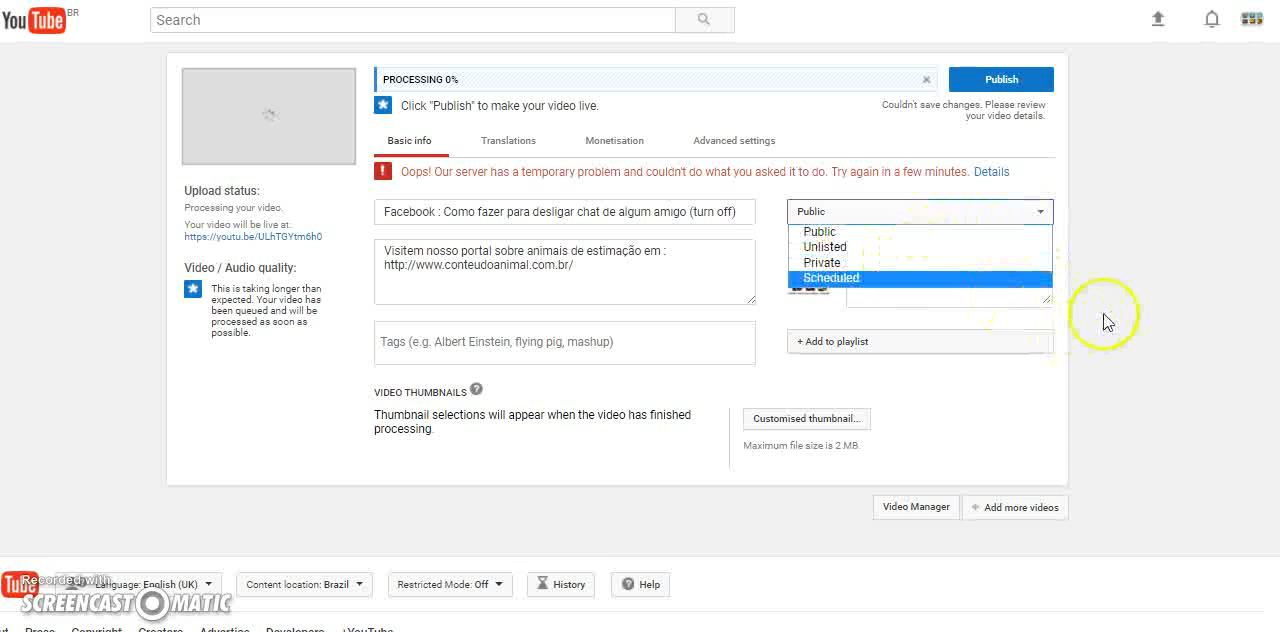 YouTube BR
Search
PROCESSING 0%
Publish
Click "Publish" to make your video live.
Couldn't save changes. Please review
your video details.
Basic info
Translations
Monetisation
Advanced settings
Oops! Our server has a temporary problem and couldn't do what you asked it to do. Try again in a few minutes. Details
Upload status:
Processing your video.
Your video will be live at:
https://youtu.be/ULhTGYtm6h0
Video / Audio quality:
This is taking longer than
expected. Your video has
been queued and will be
processed as soon as
possible.
Facebook : Como fazer para desligar chat de algum amigo (turn off)
Visitem nosso portal sobre animais de estimação em :
http://www.conteudoanimal.com.br/
Tags (e.g. Albert Einstein, flying pig, mashup)
Public
Public
Unlisted
Private
Scheduled
+ Add to playlist
VIDEO THUMBNAILS ?
Thumbnail selections will appear when the video has finished
processing.
Customised thumbnail...
Maximum file size is 2 MB.
Video Manager
+ Add more videos
Tube
Language: English (UK)
Content location: Brazil
Restricted Mode: Off
History
? Help
Recorded with
SCREENCAST-O-MATIC
Press Copyright Creators Advertise Developers +YouTube